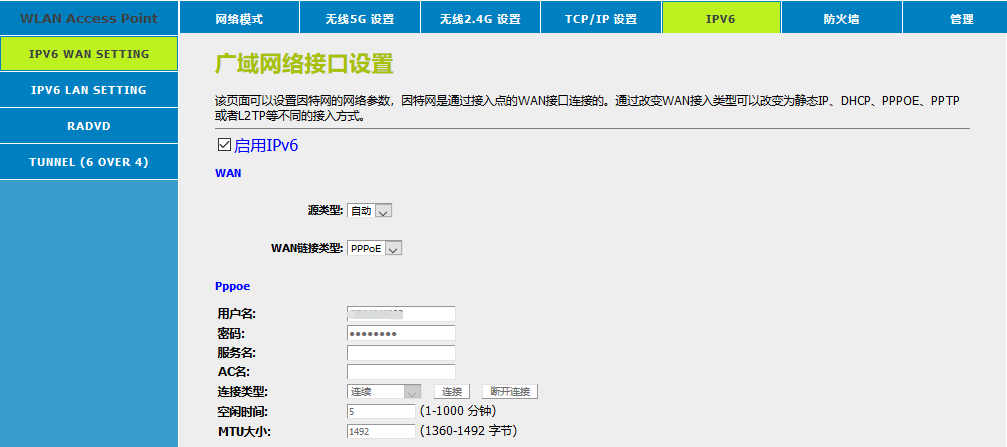 WLAN Access Point 网络模式 无线5G 设置 无线2.4G 设置 TCP/IP 设置 IPV6 防火墙 管理
IPV6 WAN SETTING
IPV6 LAN SETTING
RADVD
TUNNEL (6 OVER 4)
广域网络接口设置
该页面可以设置因特网的网络参数，因特网是通过接入点的WAN接口连接的。通过改变WAN接入类型可以改变为静态IP、DHCP、PPPOE、PPTP
或者L2TP等不同的接入方式。
启用IPv6
WAN
源类型: 自动
WAN链接类型: PPPoE
Pppoe
用户名:
密码: ●●●●●●●●
服务名:
AC名:
连接类型: 连续 连接 断开连接
空闲时间: 5 (1-1000 分钟)
MTU大小: 1492 (1360-1492 字节)